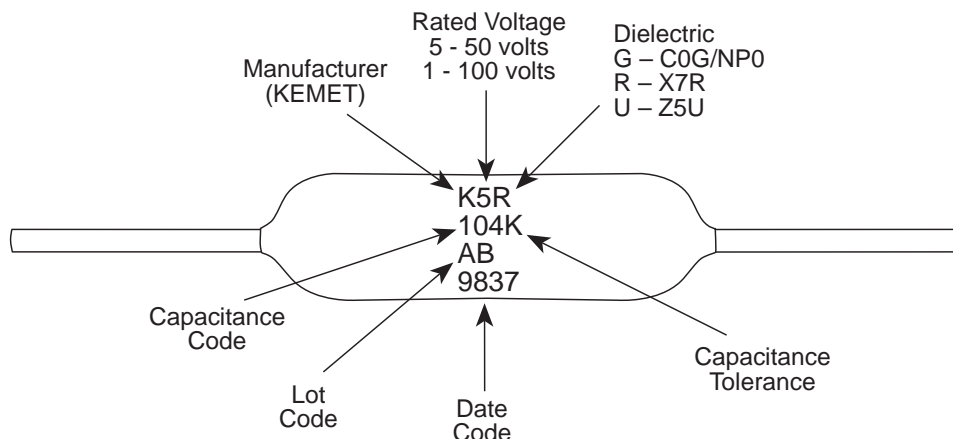 Rated Voltage
5 - 50 volts
1 - 100 volts
Dielectric
G – C0G/NP0
R – X7R
U – Z5U
Manufacturer
(KEMET)
K5R
104K
AB
9837
Capacitance
Code
Lot
Code
Date
Code
Capacitance
Tolerance